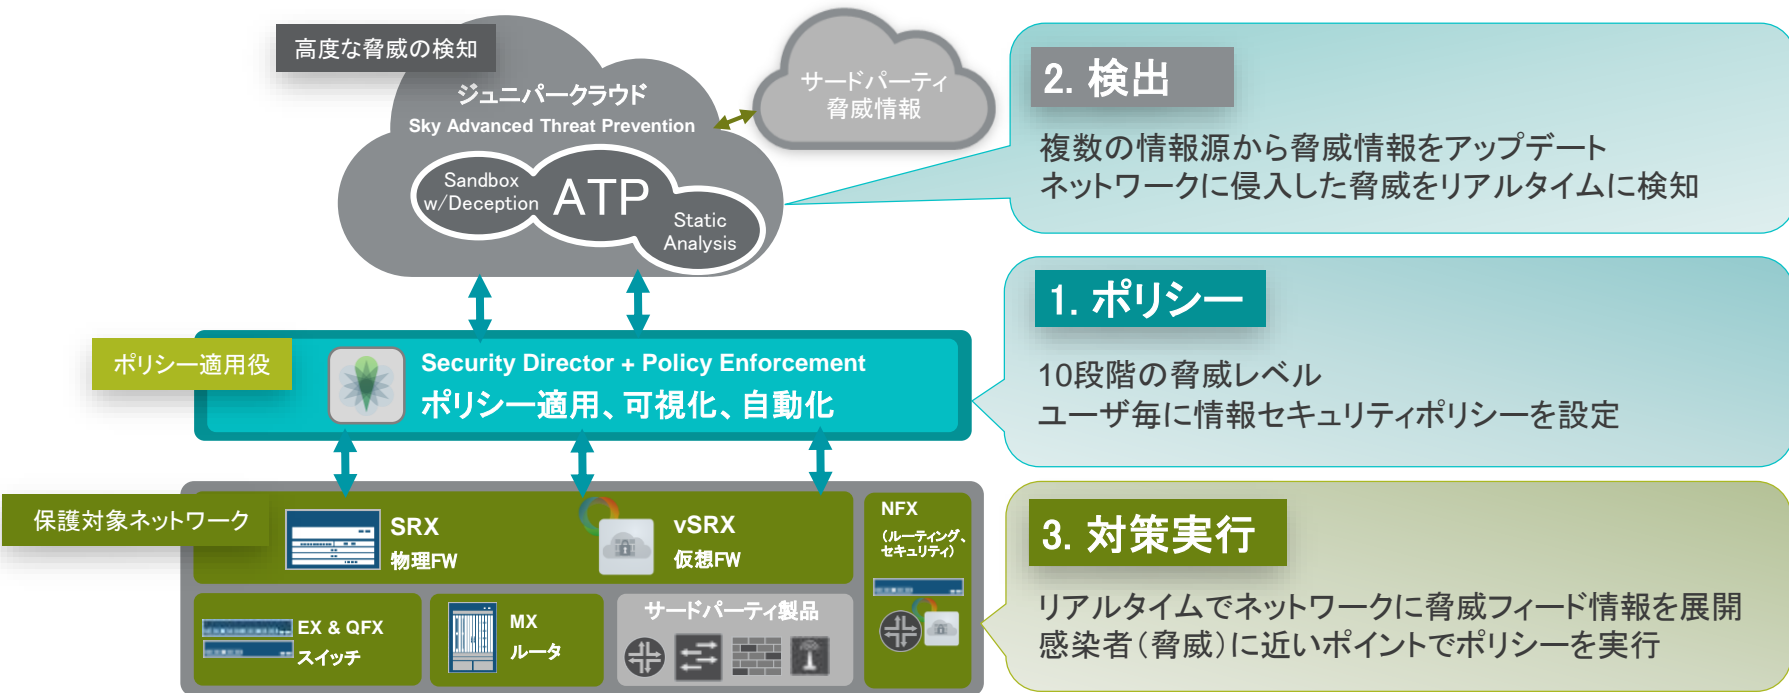 高度な脅威の検知
ジュニパークラウド
Sky Advanced Threat Prevention
Sandbox
w/Deception
ATP
Static
Analysis
サードパーティ
脅威情報
2. 検出
複数の情報源から脅威情報をアップデート
ネットワークに侵入した脅威をリアルタイムに検知
ポリシー適用役
Security Director + Policy Enforcement
ポリシー適用、可視化、自動化
1. ポリシー
10段階の脅威レベル
ユーザ毎に情報セキュリティポリシーを設定
保護対象ネットワーク
SRX
物理FW
vSRX
仮想FW
NFX
(ルーティング、
セキュリティ)
EX & QFX
スイッチ
MX
ルータ
サードパーティ製品
3. 対策実行
リアルタイムでネットワークに脅威フィード情報を展開
感染者(脅威)に近いポイントでポリシーを実行